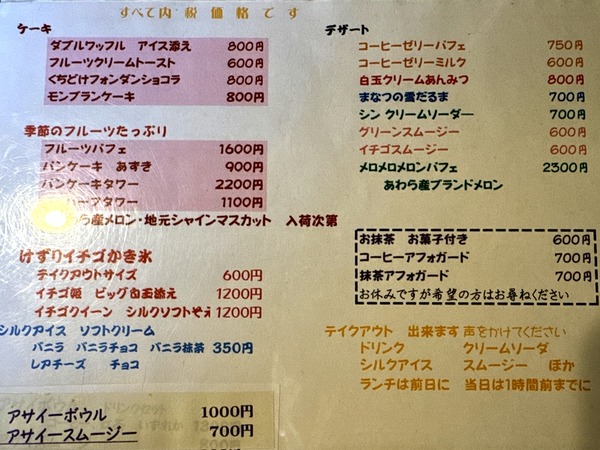 すべて内税価格です
ケーキ
ダブルワッフル アイス添え 800円
フルーツクリームトースト 600円
くちどけフォンダンショコラ 800円
モンブランケーキ 800円
季節のフルーツたっぷり
フルーツパフェ 1600円
パンケーキ あずき 900円
パンケーキタワー 2200円
ープタワー 1100円
わら産メロン・地元シャインマスカット 入荷次第
けずりイチゴかき氷
テイクアウトサイズ 600円
イチゴ姫 ビッグ白玉添え 1200円
イチゴクイーン シルクソフトぞえ 1200円
シルクアイス ソフトクリーム
バニラ バニラチョコ バニラ抹茶 350円
レアチーズ チョコ
アサイーボウル 1000円
アサイースムージー 700円
デザート
コーヒーゼリーパフェ 750円
コーヒーゼリーミルク 600円
白玉クリームあんみつ 800円
まなつの雪だるま 700円
シン クリームソーダー 700円
グリーンスムージー 600円
イチゴスムージー 600円
メロメロメロンパフェ 2300円
あわら産ブランドメロン
お抹茶 お菓子付き 600円
コーヒーアフォガード 700円
抹茶アフォガード 700円
お休みですが希望の方はお尋ねください
テイクアウト 出来ます 声をかけてください
ドリンク クリームソーダ
シルクアイス スムージー ほか
ランチは前日に 当日は1時間前までに